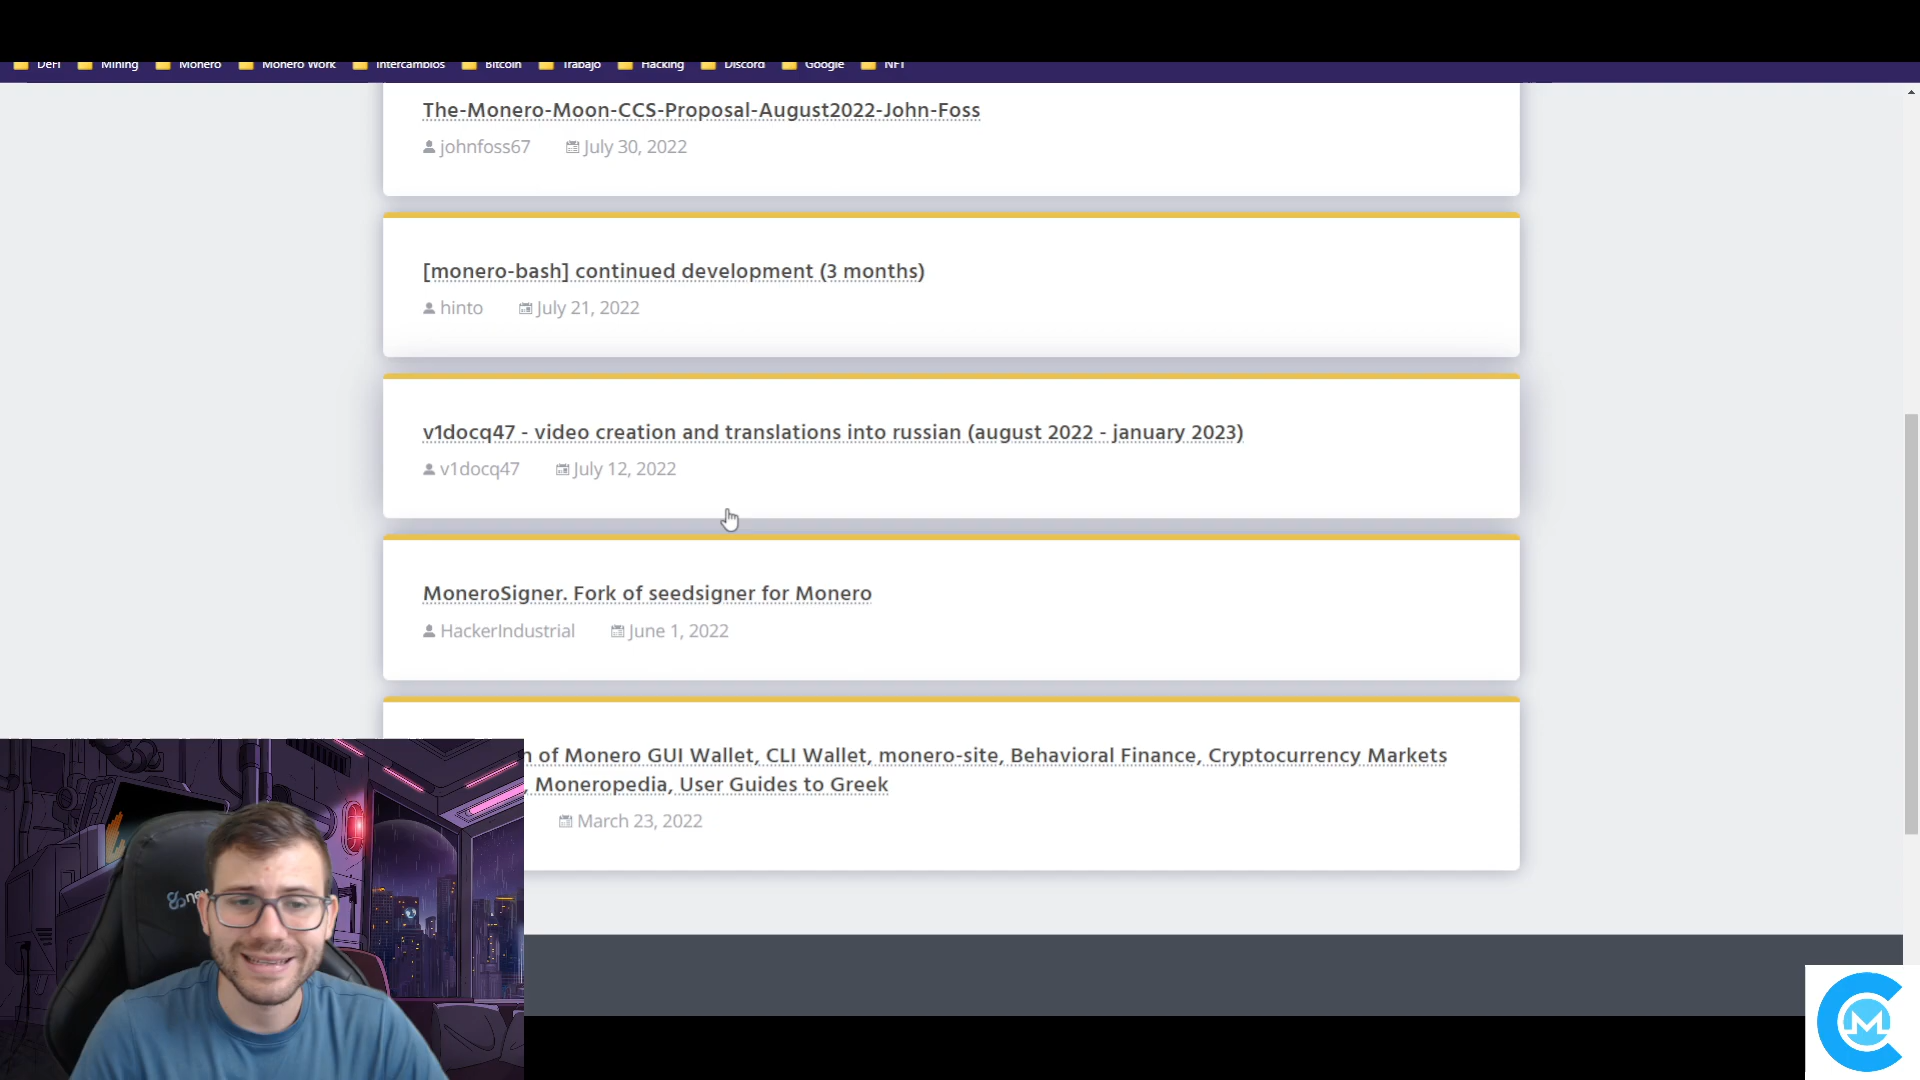 DeFi Mining Monero Monero Work Intercambios Bitcoin Trabajo Hacking Discord Google NFT
The-Monero-Moon-CCS-Proposal-August2022-John-Foss
johnfoss67 July 30, 2022
[monero-bash] continued development (3 months)
hinto July 21, 2022
v1docq47 - video creation and translations into russian (august 2022 - january 2023)
v1docq47 July 12, 2022
MoneroSigner. Fork of seedsigner for Monero
HackerIndustrial June 1, 2022
of Monero GUI Wallet, CLI Wallet, monero-site, Behavioral Finance, Cryptocurrency Markets
, Moneropedia, User Guides to Greek
March 23, 2022